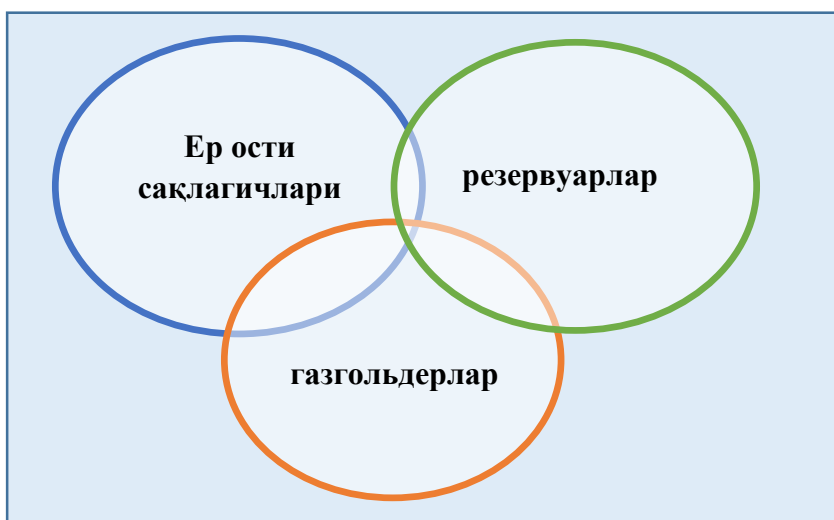 Ер ости
сақлагичлари
резервуарлар
газгольдерлар